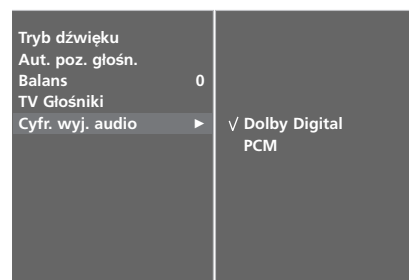 Tryb dźwięku
Aut. poz. głośn.
Balans 0
TV Głośniki
Cyfr. wyj. audio ►
√ Dolby Digital
PCM